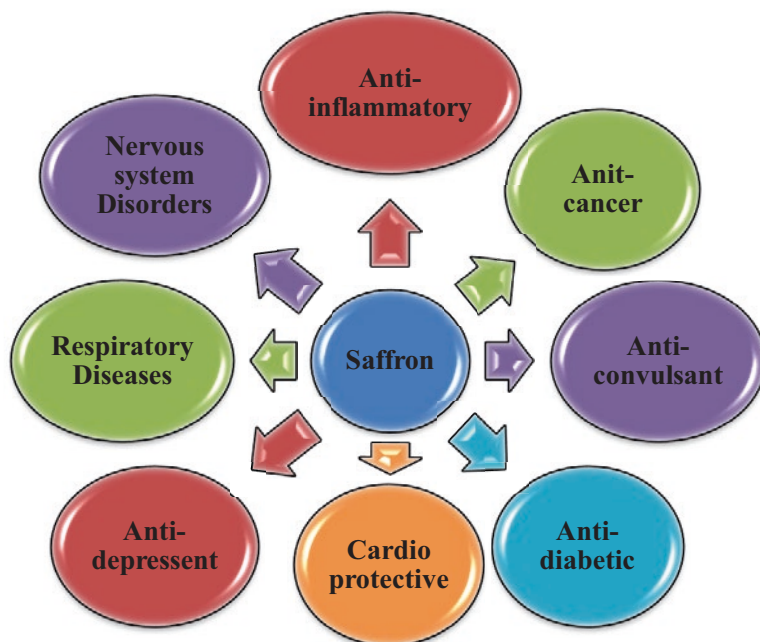 Anti-
inflammatory
Nervous
system
Disorders
Anit-
cancer
Respiratory
Diseases
Saffron
Anti-
convulsant
Anti-
depressent
Cardio
protective
Anti-
diabetic